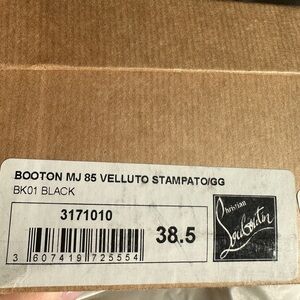 BOOTON MJ 85 VELLUTO STAMPATO/GG
BK01 BLACK
3171010
38.5
3 607419 725554
Christian
Louboutin